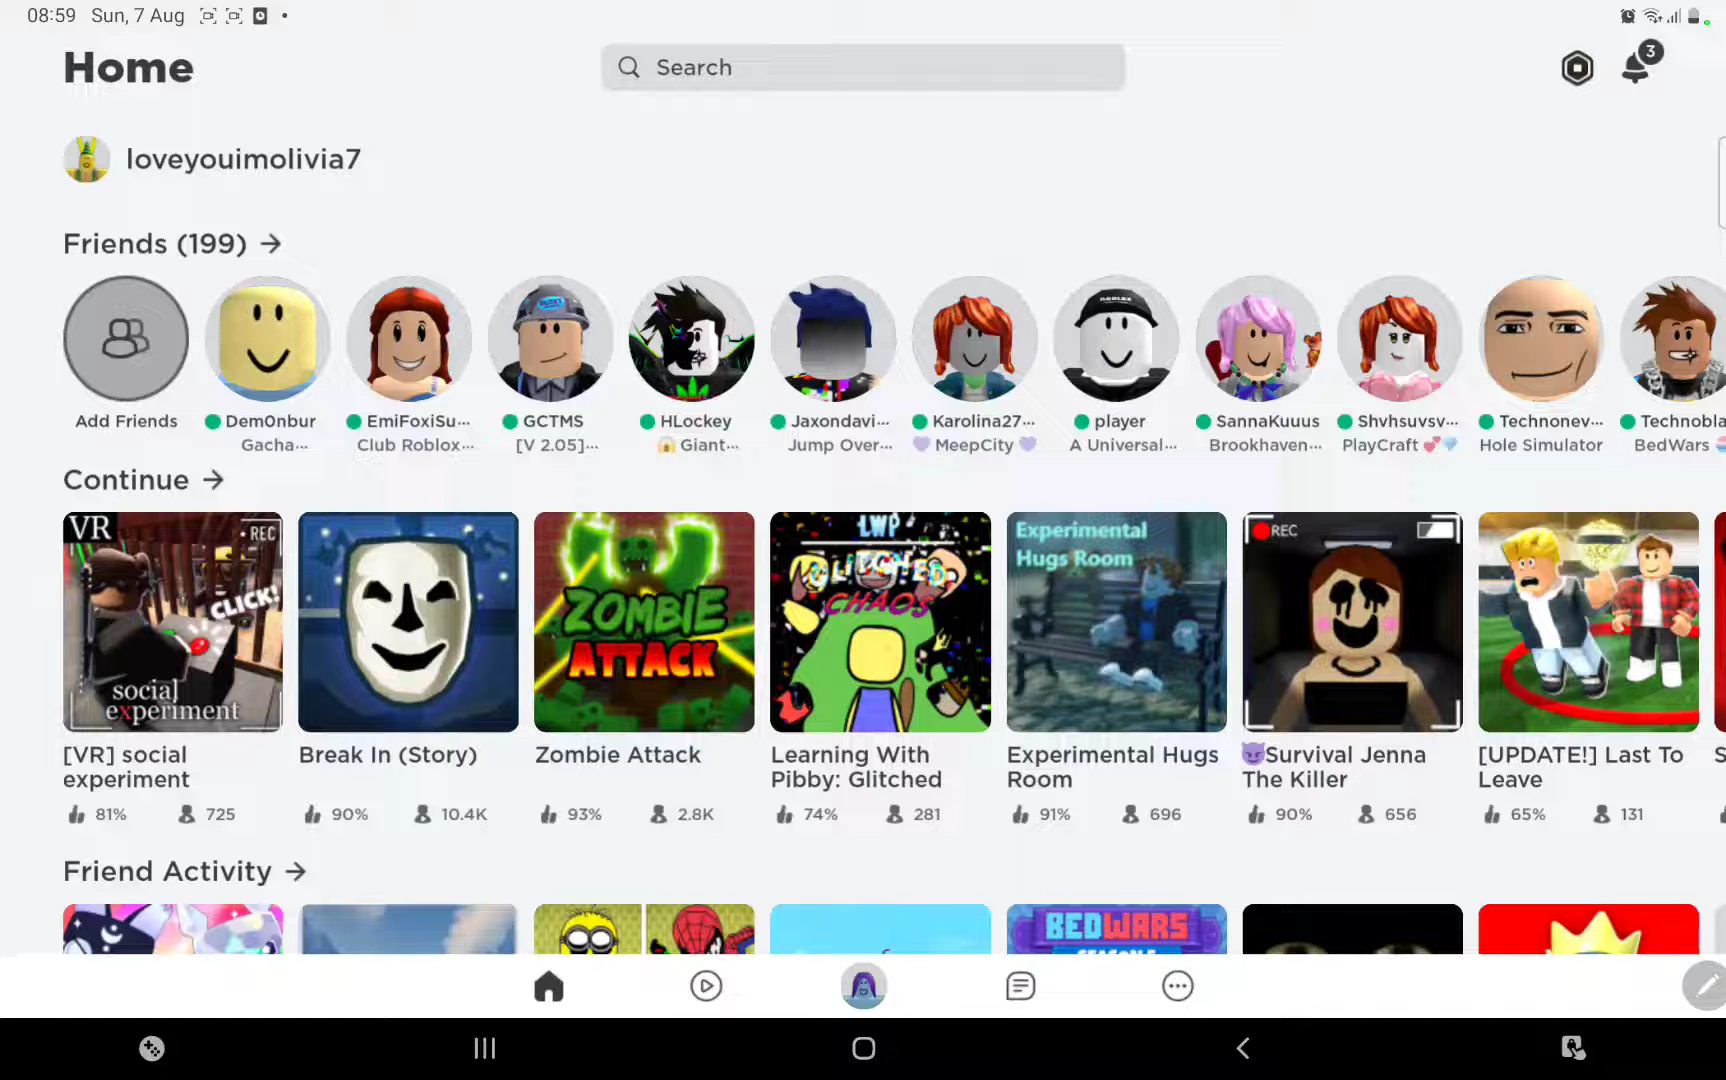 08:59 Sun, 7 Aug
Home
Search
3
loveyouimolivia7
Friends (199)
Add Friends
Dem0nbur
Gacha...
EmiFoxiSu...
Club Roblox...
GCTMS
[V 2.05]...
HLockey
Giant...
Jaxondavi...
Jump Over...
Karolina27...
💜 MeepCity 💜
player
A Universal...
SannaKuuus
Brookhaven...
Shvhsuvsv...
PlayCraft 💕💎
Technonev...
Hole Simulator
Technobla
BedWars
Continue
VR
REC
CLICK!
social
experiment
ZOMBIE
ATTACK
LWP
GLITCHED
CHAOS
Experimental
Hugs Room
REC
[VR] social
experiment
81% 725
Break In (Story)
90% 10.4K
Zombie Attack
93% 2.8K
Learning With
Pibby: Glitched
74% 281
Experimental Hugs
Room
91% 696
😈Survival Jenna
The Killer
90% 656
[UPDATE!] Last To
Leave
65% 131
S
Friend Activity
BEDWARS